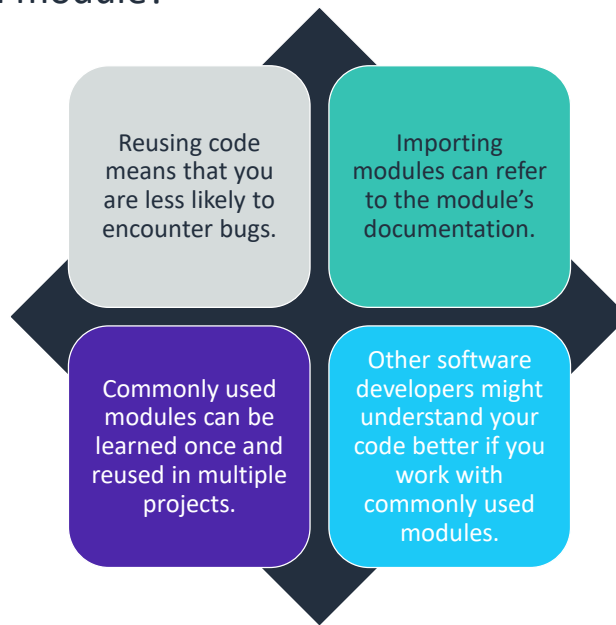 module?
Reusing code
means that you
are less likely to
encounter bugs.
Importing
modules can refer
to the module's
documentation.
Commonly used
modules can be
learned once and
reused in multiple
projects.
Other software
developers might
understand your
code better if you
work with
commonly used
modules.